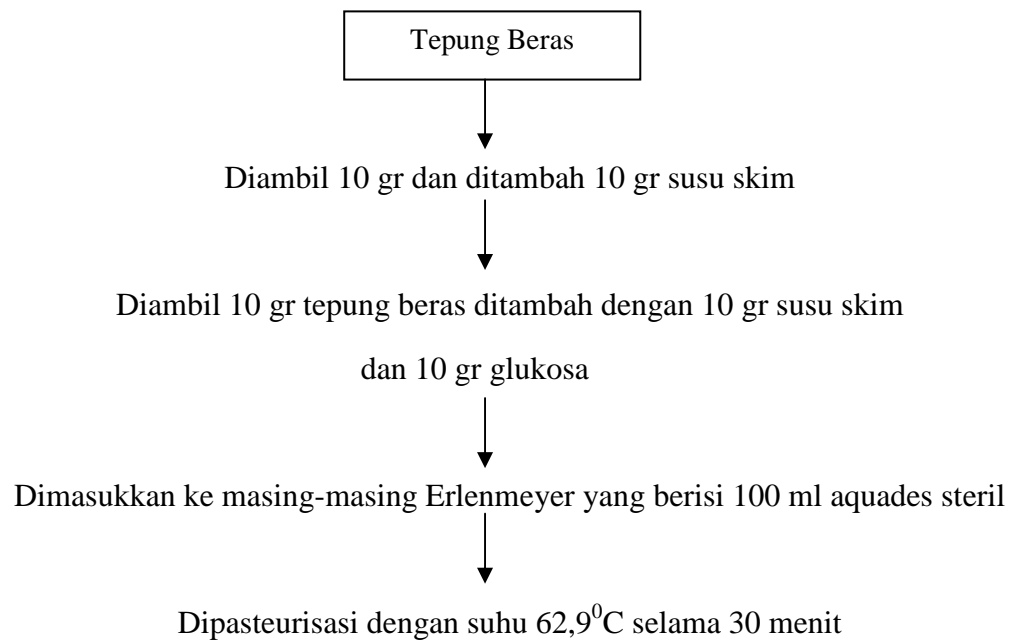 Tepung Beras
Diambil 10 gr dan ditambah 10 gr susu skim
Diambil 10 gr tepung beras ditambah dengan 10 gr susu skim
dan 10 gr glukosa
Dimasukkan ke masing-masing Erlenmeyer yang berisi 100 ml aquades steril
Dipasteurisasi dengan suhu 62,9⁰C selama 30 menit